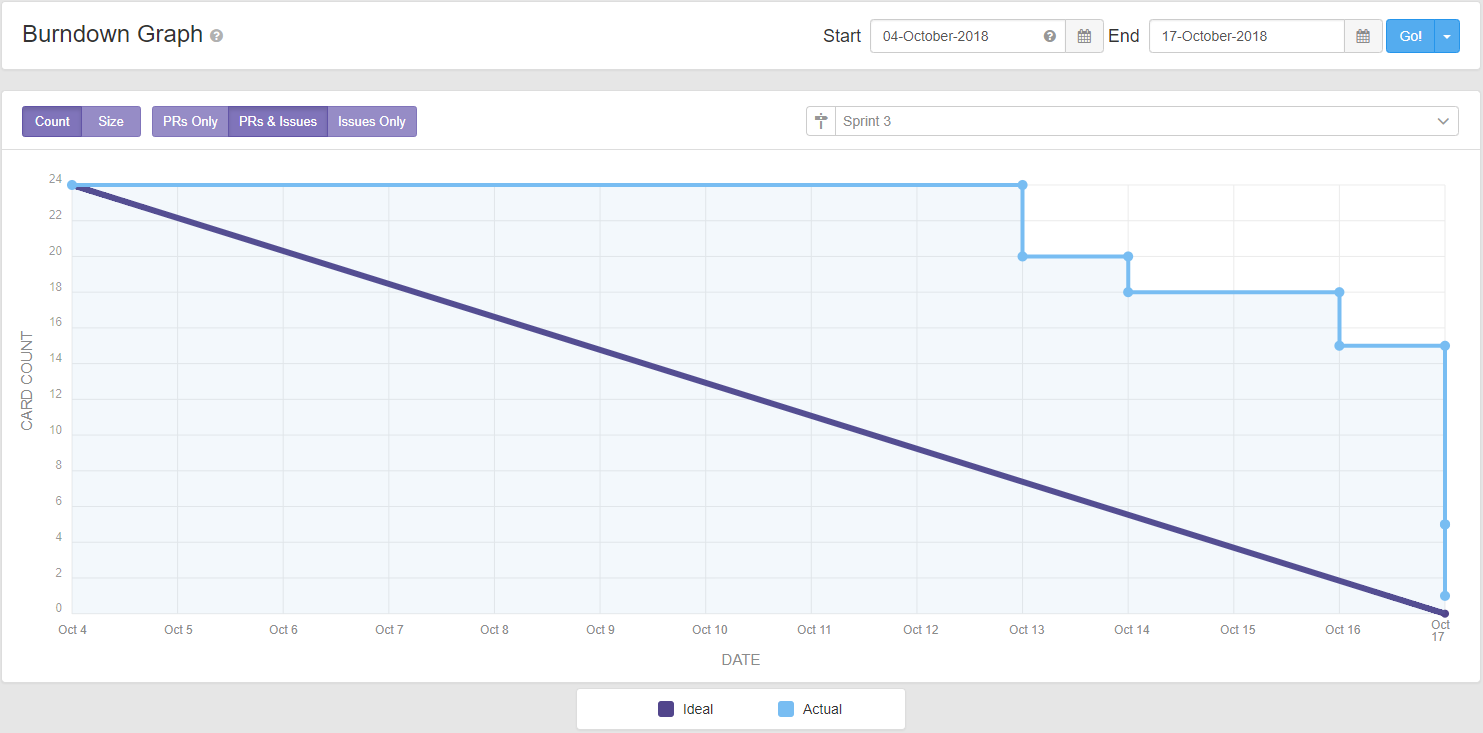 Burndown Graph
Start 04-October-2018 End 17-October-2018 Go!
Count Size PRs Only PRs & Issues Issues Only Sprint 3
24
22
20
18
16
14
12
10
8
6
4
2
0
CARD COUNT
Oct 4 Oct 5 Oct 6 Oct 7 Oct 8 Oct 9 Oct 10 Oct 11 Oct 12 Oct 13 Oct 14 Oct 15 Oct 16 Oct 17
DATE
Ideal Actual